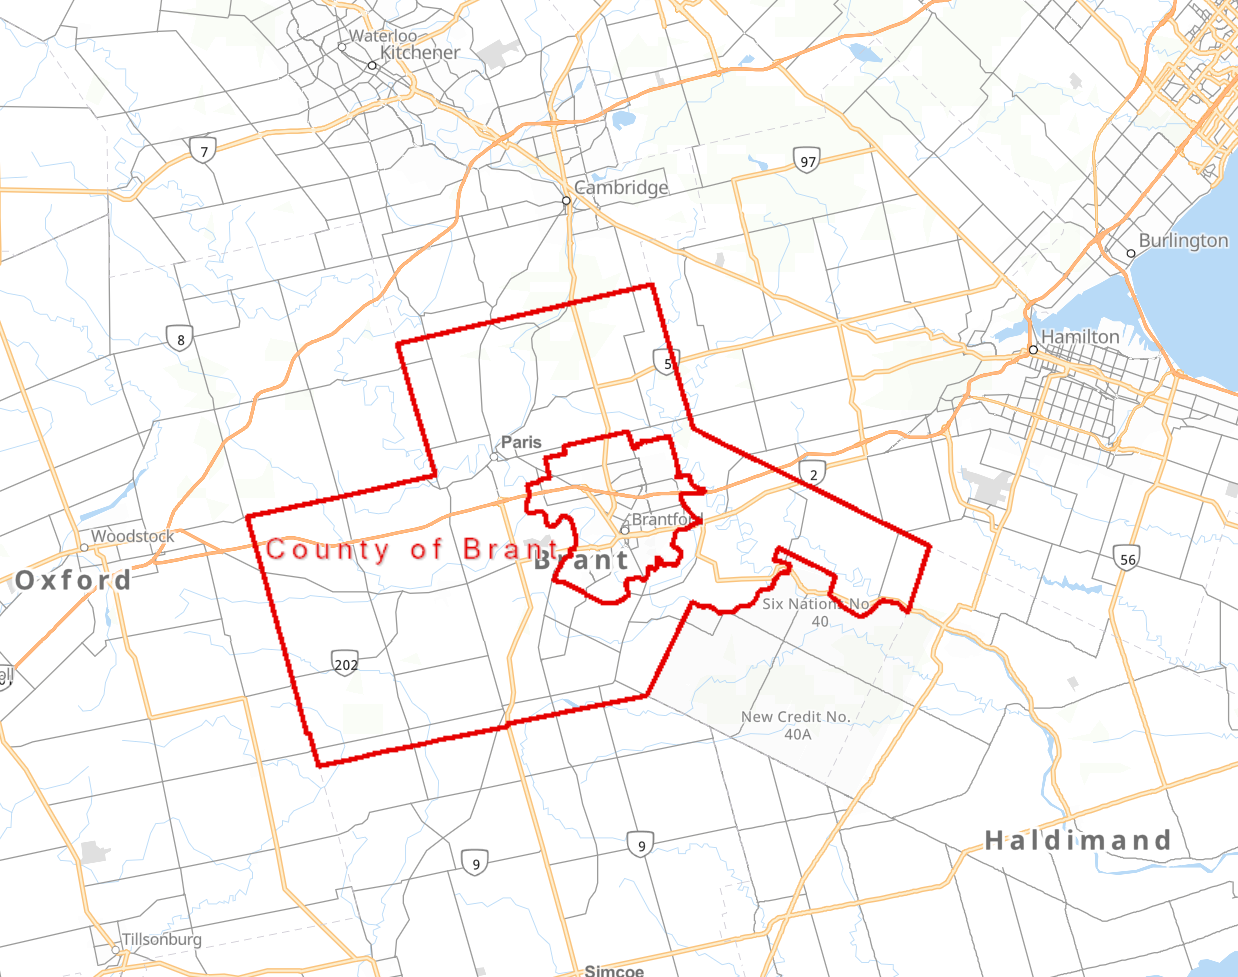 Waterloo
Kitchener
7
97
Cambridge
Burlington
8
Hamilton
5
Paris
2
Brantford
Woodstock
County of Brant
Brant
56
Oxford
Six Nations No.
40
202
New Credit No.
40A
Haldimand
9
9
Tillsonburg
Simcoe